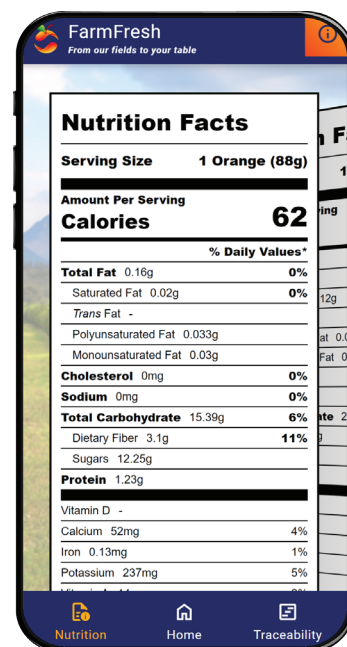 FarmFresh
From our fields to your table
Nutrition Facts
Serving Size 1 Orange (88g)
Amount Per Serving
Calories 62
% Daily Values*
Total Fat 0.16g 0%
Saturated Fat 0.02g 0%
Trans Fat -
Polyunsaturated Fat 0.033g
Monounsaturated Fat 0.03g
Cholesterol 0mg 0%
Sodium 0mg 0%
Total Carbohydrate 15.39g 6%
Dietary Fiber 3.1g 11%
Sugars 12.25g
Protein 1.23g
Vitamin D -
Calcium 52mg 4%
Iron 0.13mg 1%
Potassium 237mg 5%
Nutrition
Home
Traceability